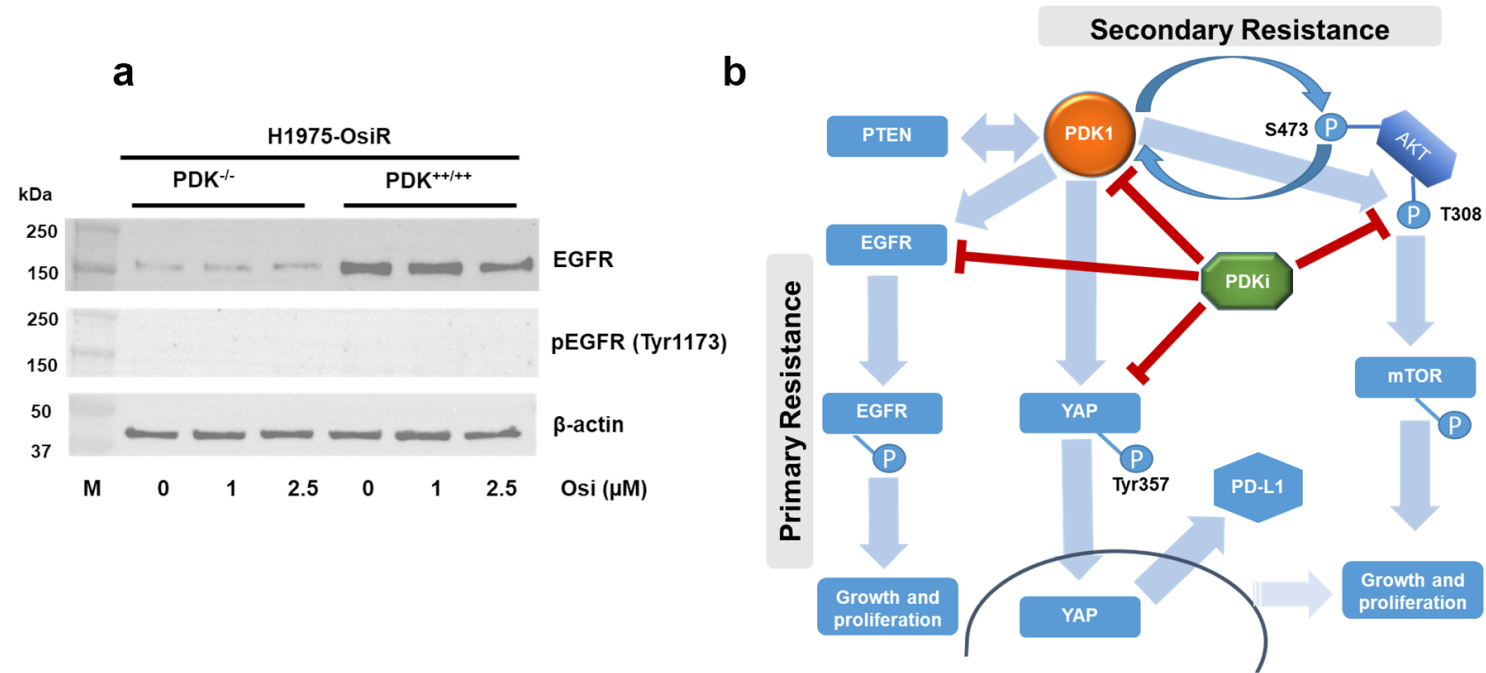 a
H1975-OsiR
PDK-/-
PDK++/++
kDa
250
150
EGFR
250
150
pEGFR (Tyr1173)
50
37
β-actin
M 0 1 2.5 0 1 2.5 Osi (µM)
b
Secondary Resistance
Primary Resistance
PTEN
PDK1
S473
P
AKT
P
T308
EGFR
PDKi
mTOR
P
EGFR
P
YAP
P
Tyr357
PD-L1
Growth and
proliferation
YAP
Growth and
proliferation